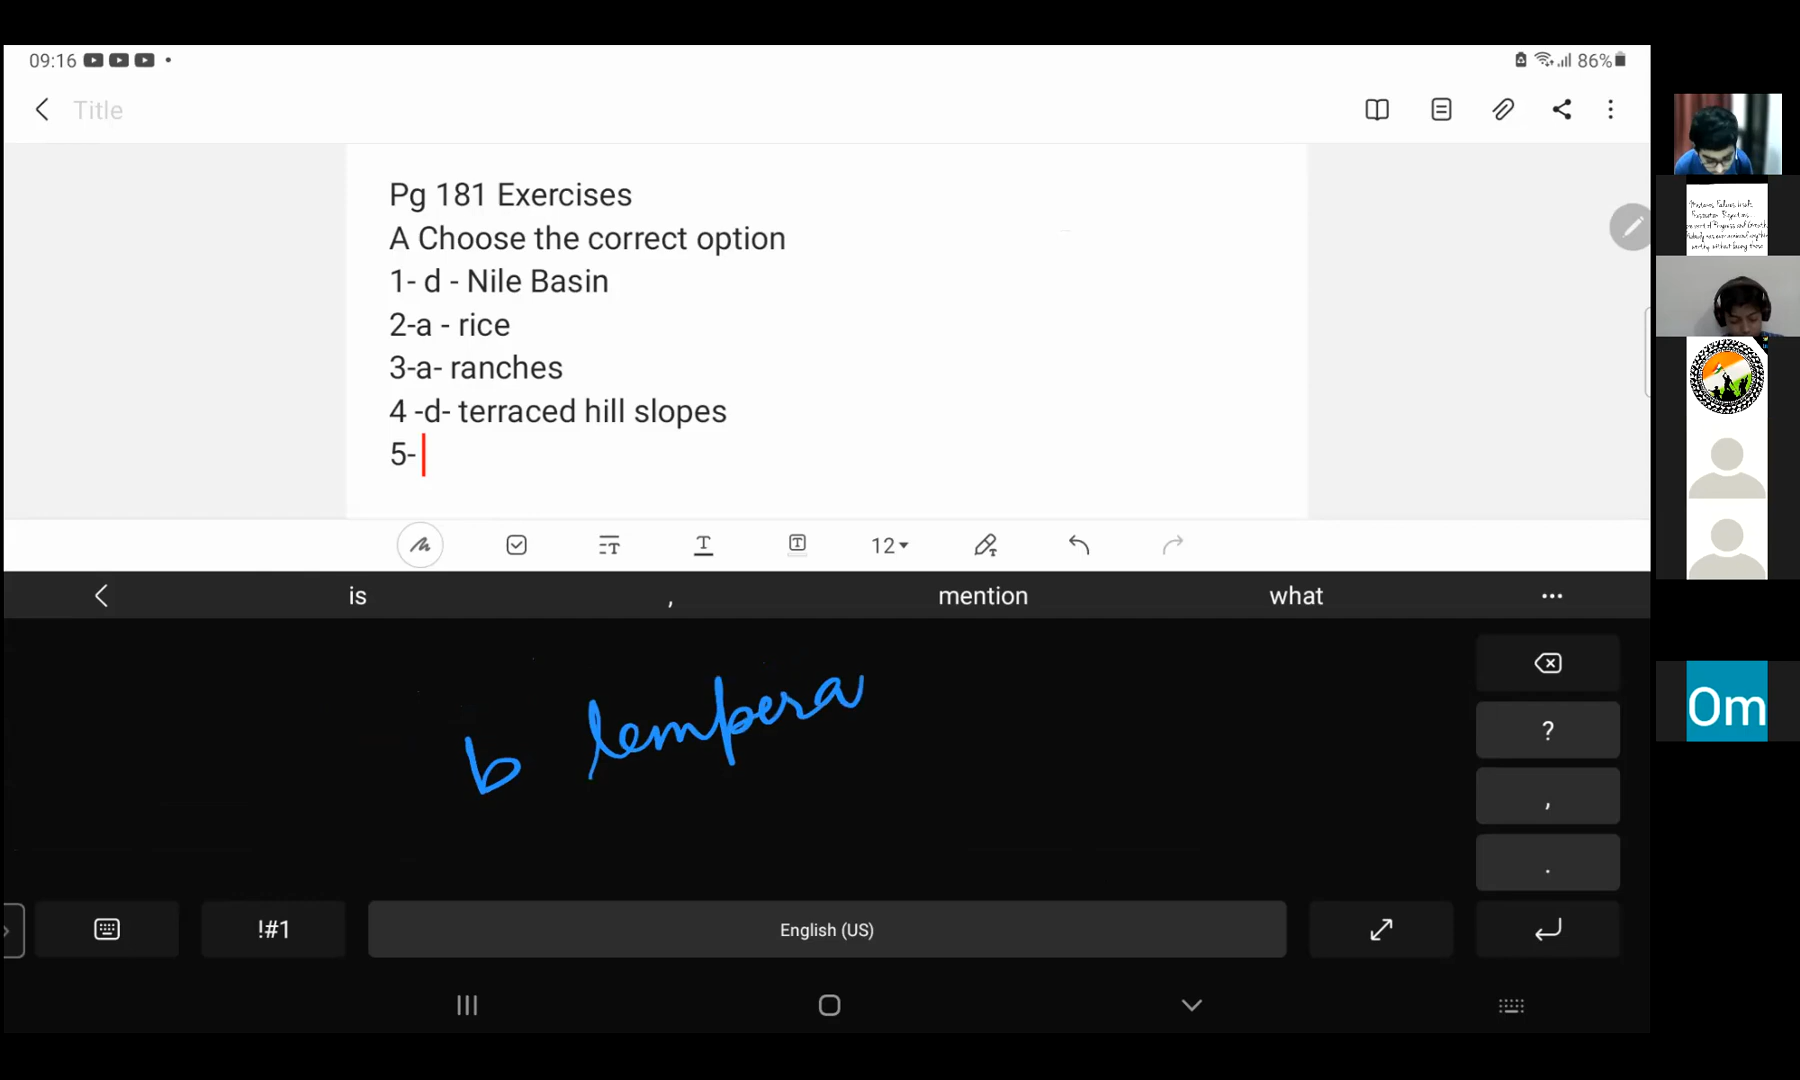 09:16
86%
Title
Pg 181 Exercises
A Choose the correct option
1- d - Nile Basin
2-a - rice
3-a- ranches
4 -d- terraced hill slopes
5-
12
is , mention what
b lempera
?
,
.
!#1
English (US)
Om